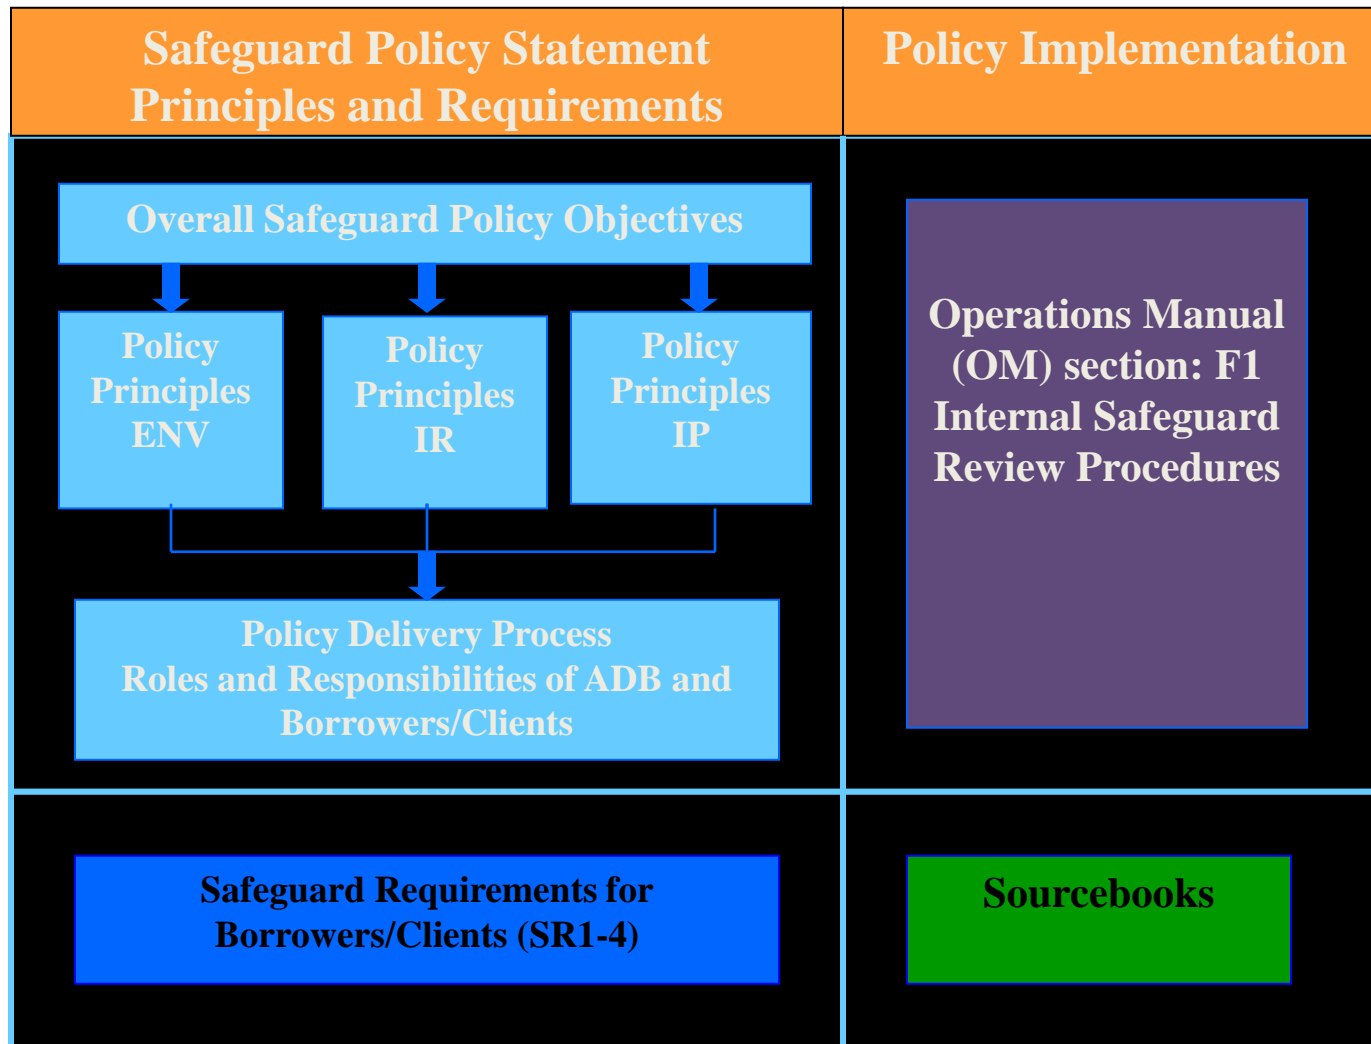 Safeguard Policy Statement
Principles and Requirements
Policy Implementation
Overall Safeguard Policy Objectives
Policy
Principles
ENV
Policy
Principles
IR
Policy
Principles
IP
Policy Delivery Process
Roles and Responsibilities of ADB and
Borrowers/Clients
Operations Manual
(OM) section: F1
Internal Safeguard
Review Procedures
Safeguard Requirements for
Borrowers/Clients (SR1-4)
Sourcebooks